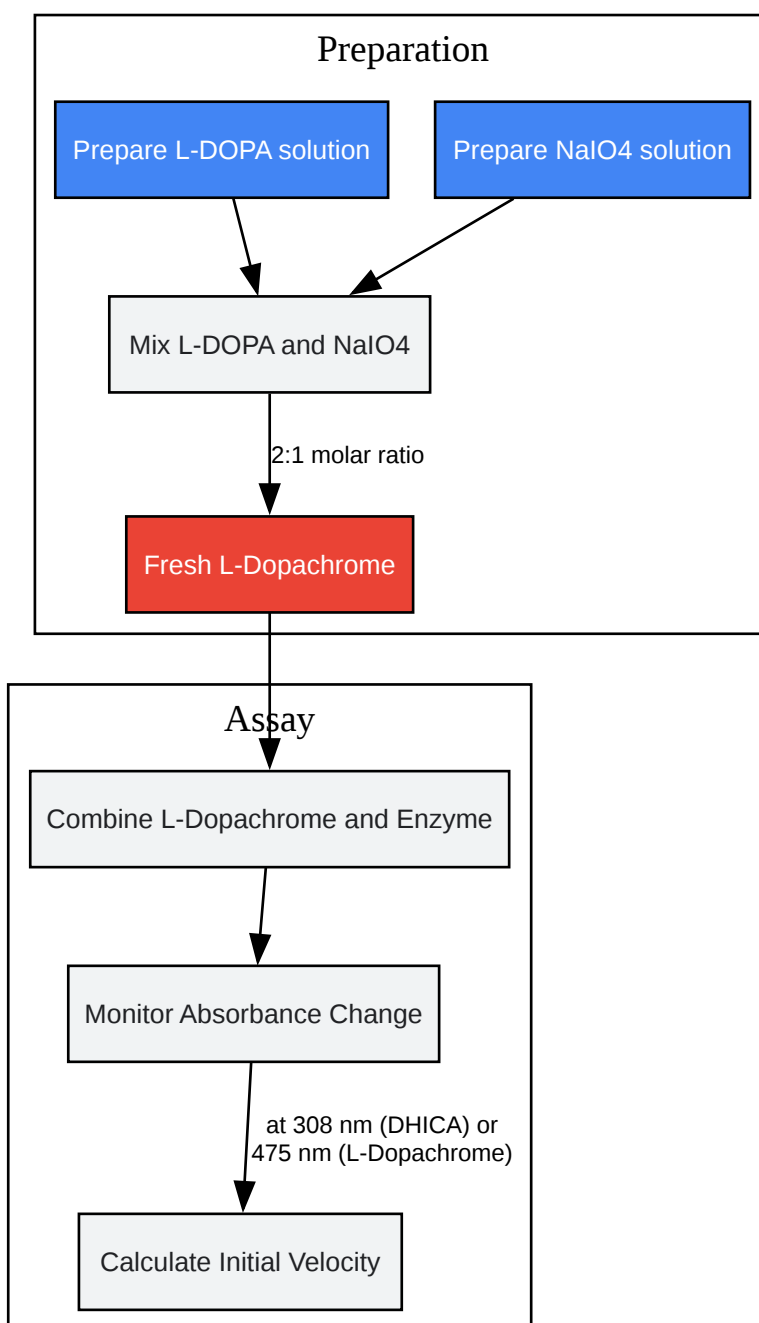 Preparation
Prepare L-DOPA solution
Prepare NaIO4 solution
Mix L-DOPA and NaIO4
2:1 molar ratio
Fresh L-Dopachrome
Assay
Combine L-Dopachrome and Enzyme
Monitor Absorbance Change
at 308 nm (DHICA) or
475 nm (L-Dopachrome)
Calculate Initial Velocity